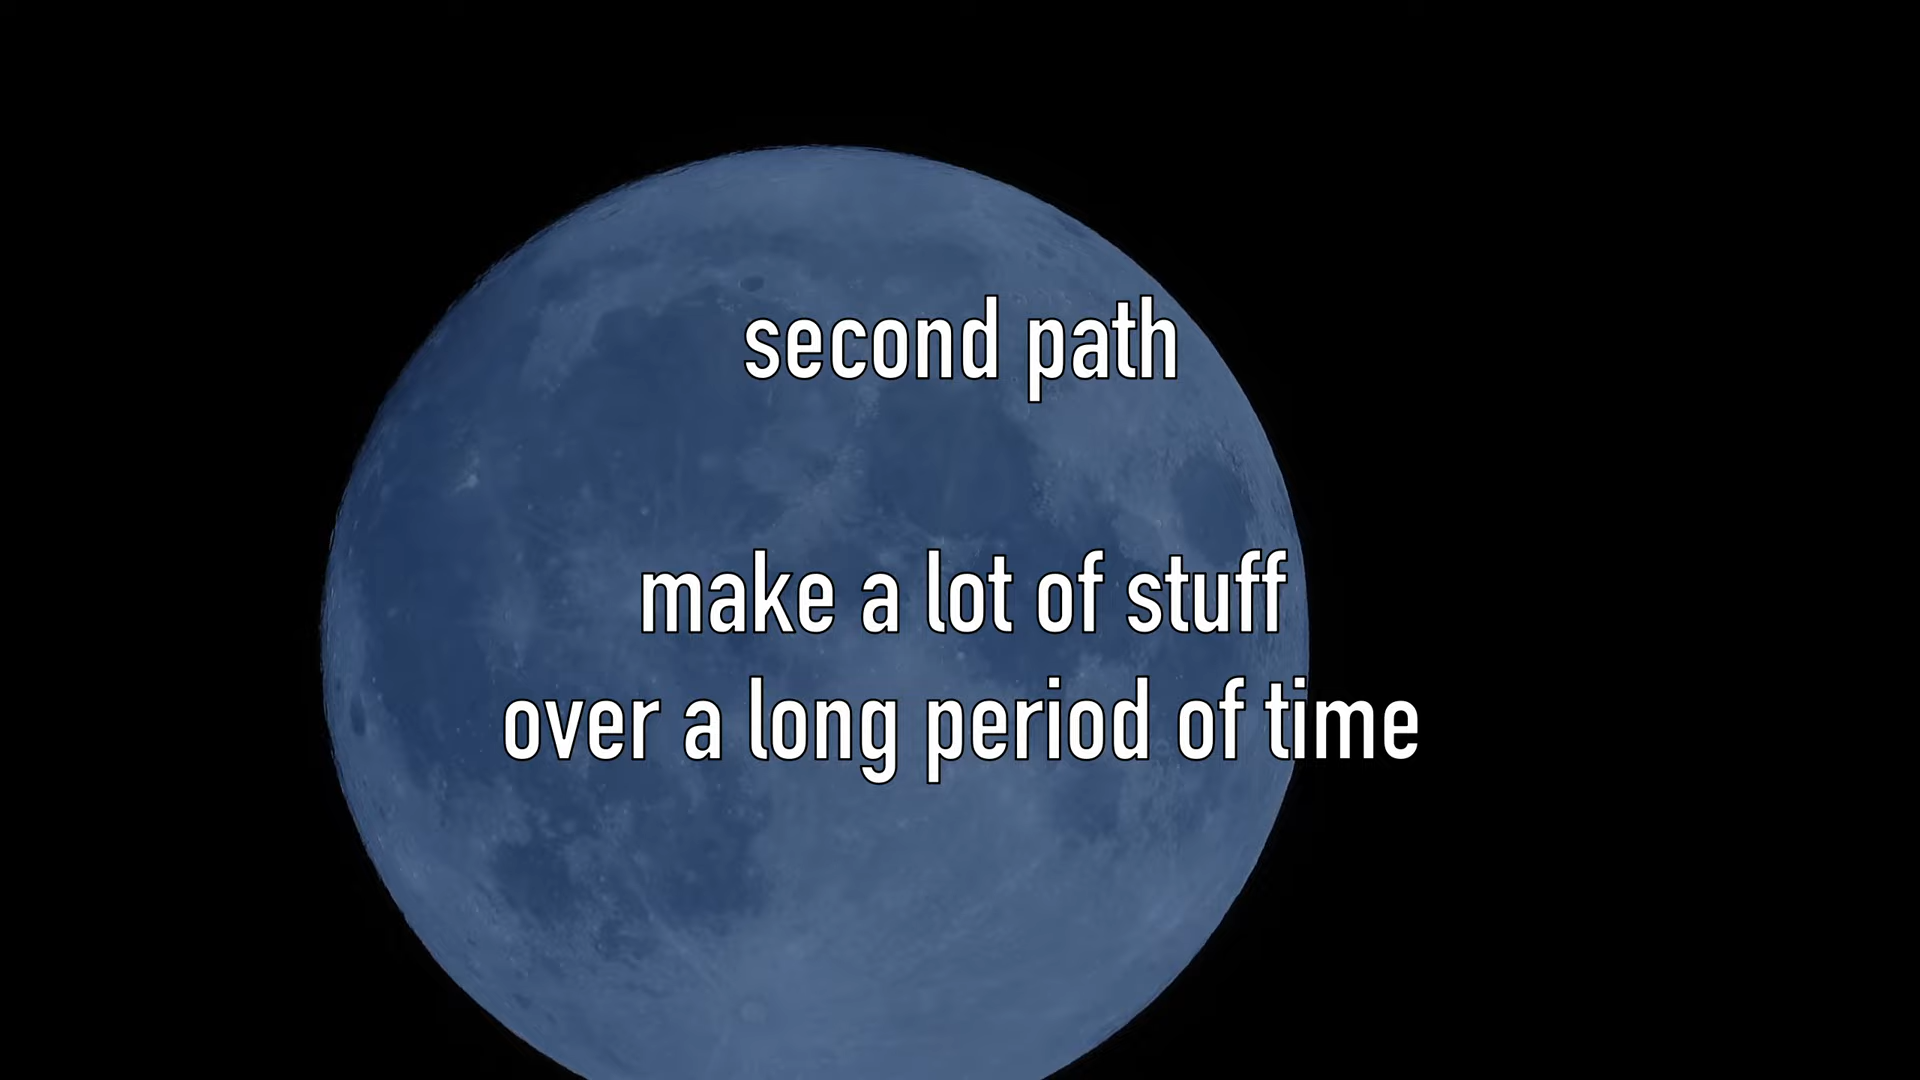 second path
make a lot of stuff
over a long period of time